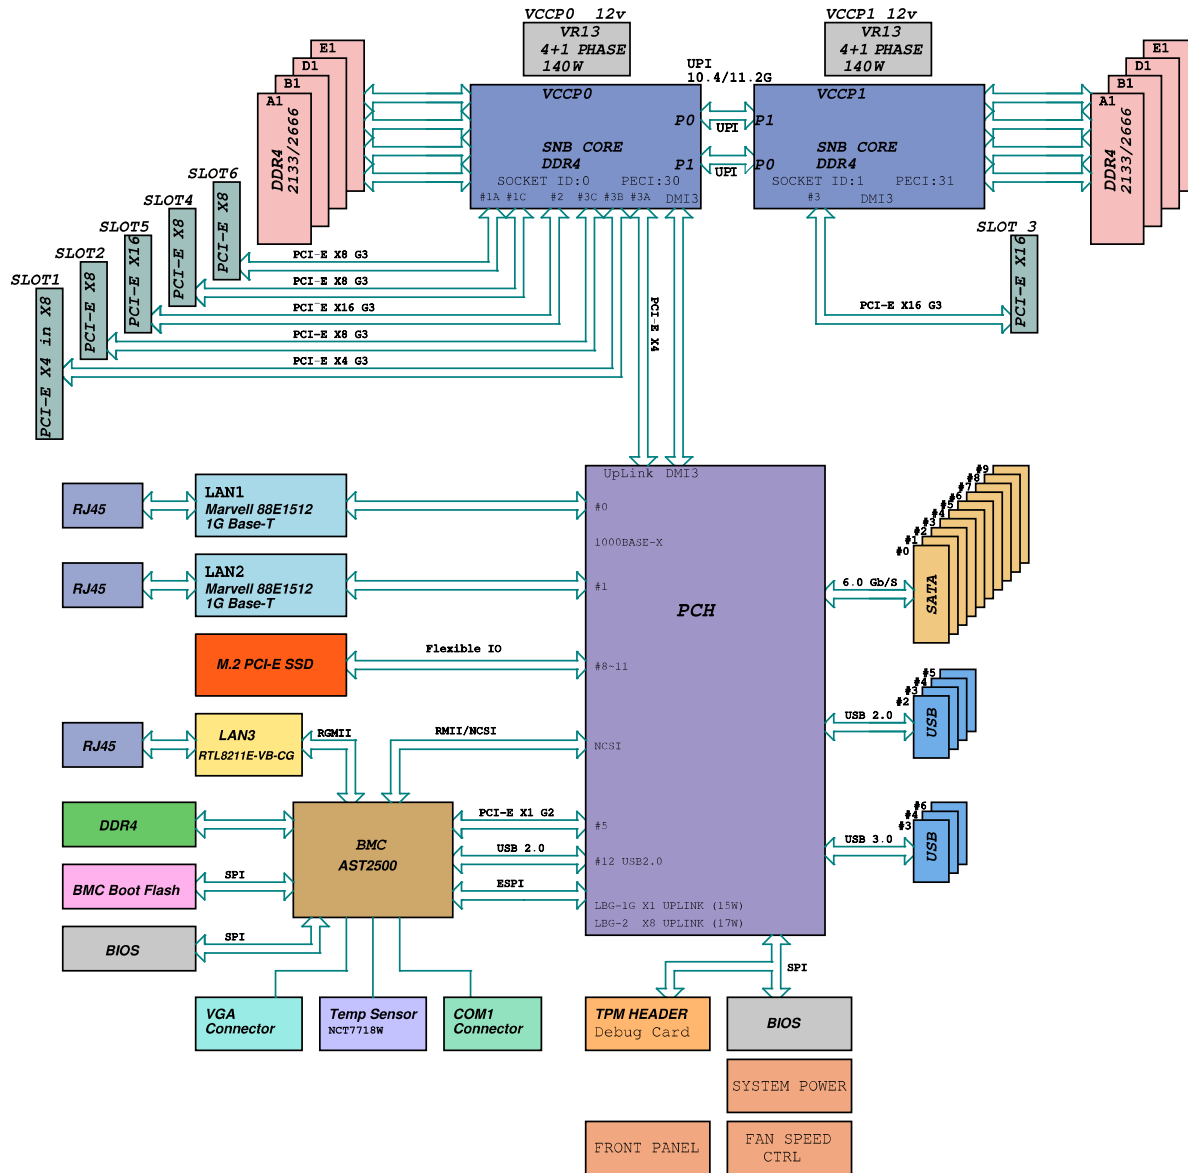 VCCP0 12v
VR13
4+1 PHASE
140W
VCCP1 12v
VR13
4+1 PHASE
140W
E1
D1
B1
A1
DDR4
2133/2666
UPI
10.4/11.2G
VCCP0
P0
P1
SNB CORE
DDR4
SOCKET ID:0 PECI:30
#1A #1C #2 #3C #3B #3A DMI3
UPI
UPI
VCCP1
P1
P0
SNB CORE
DDR4
SOCKET ID:1 PECI:31
#3 DMI3
E1
D1
B1
A1
DDR4
2133/2666
SLOT6
PCI-E X8
SLOT4
PCI-E X8
SLOT5
PCI-E X16
SLOT2
PCI-E X8
SLOT1
PCI-E X4 in X8
PCI-E X8 G3
PCI-E X8 G3
PCI E X16 G3
PCI-E X8 G3
PCI-E X4 G3
PCI-E X4
SLOT 3
PCI-E X16
PCI-E X16 G3
UpLink DMI3
#0
1000BASE-X
#1
PCH
#8~11
NCSI
#5
#12 USB2.0
LBG-1G X1 UPLINK (15W)
LBG-2 X8 UPLINK (17W)
RJ45
LAN1
Marvell 88E1512
1G Base-T
RJ45
LAN2
Marvell 88E1512
1G Base-T
M.2 PCI-E SSD
Flexible IO
RJ45
LAN3
RTL8211E-VB-CG
RGMII
RMII/NCSI
DDR4
BMC
AST2500
PCI-E X1 G2
USB 2.0
ESPI
BMC Boot Flash
SPI
BIOS
SPI
6.0 Gb/S
#9
#8
#7
#6
#5
#4
#3
#2
#1
#0
SATA
USB 2.0
#5
#4
#3
#2
USB
USB 3.0
#6
#4
#3
USB
VGA
Connector
Temp Sensor
NCT7718W
COM1
Connector
SPI
TPM HEADER
Debug Card
BIOS
SYSTEM POWER
FRONT PANEL
FAN SPEED
CTRL